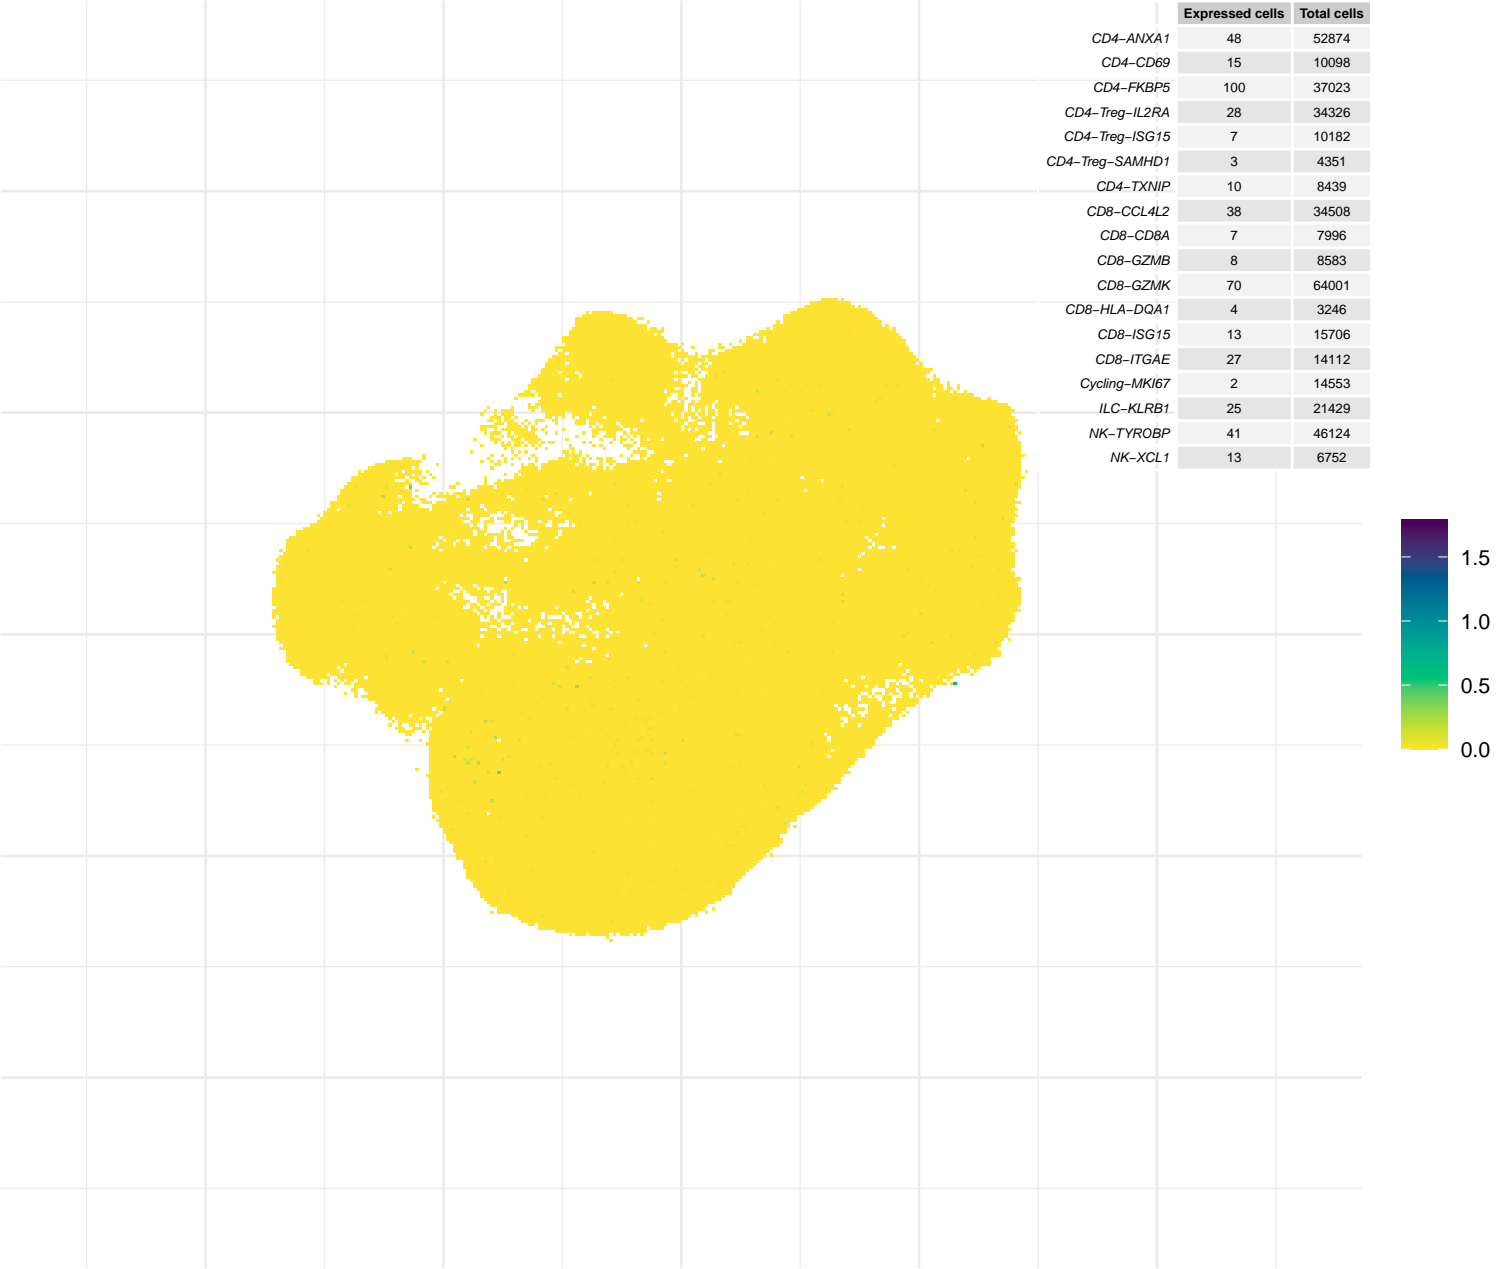 Expressed cells Total cells
CD4−ANXA1 48 52874
CD4−CD69 15 10098
CD4−FKBP5 100 37023
CD4−Treg−IL2RA 28 34326
CD4−Treg−ISG15 7 10182
CD4−Treg−SAMHD1 3 4351
CD4−TXNIP 10 8439
CD8−CCL4L2 38 34508
CD8−CD8A 7 7996
CD8−GZMB 8 8583
CD8−GZMK 70 64001
CD8−HLA−DQA1 4 3246
CD8−ISG15 13 15706
CD8−ITGAE 27 14112
Cycling−MKI67 2 14553
ILC−KLRB1 25 21429
NK−TYROBP 41 46124
NK−XCL1 13 6752
1.5
1.0
0.5
0.0